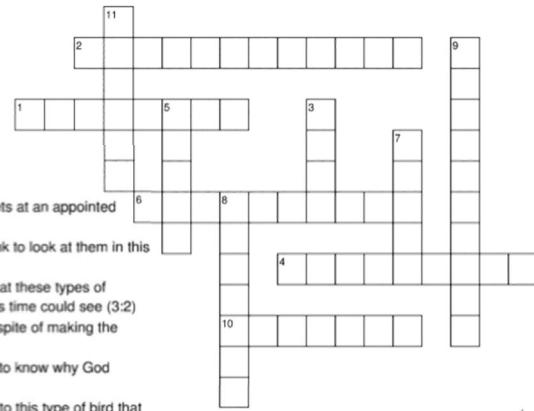 11
2
9
1
5
3
7
6
8
at an appointed
to look at them in this
4
at these types of
time could see (3:2)
spite of making the
10
to know why God
to this type of bird that